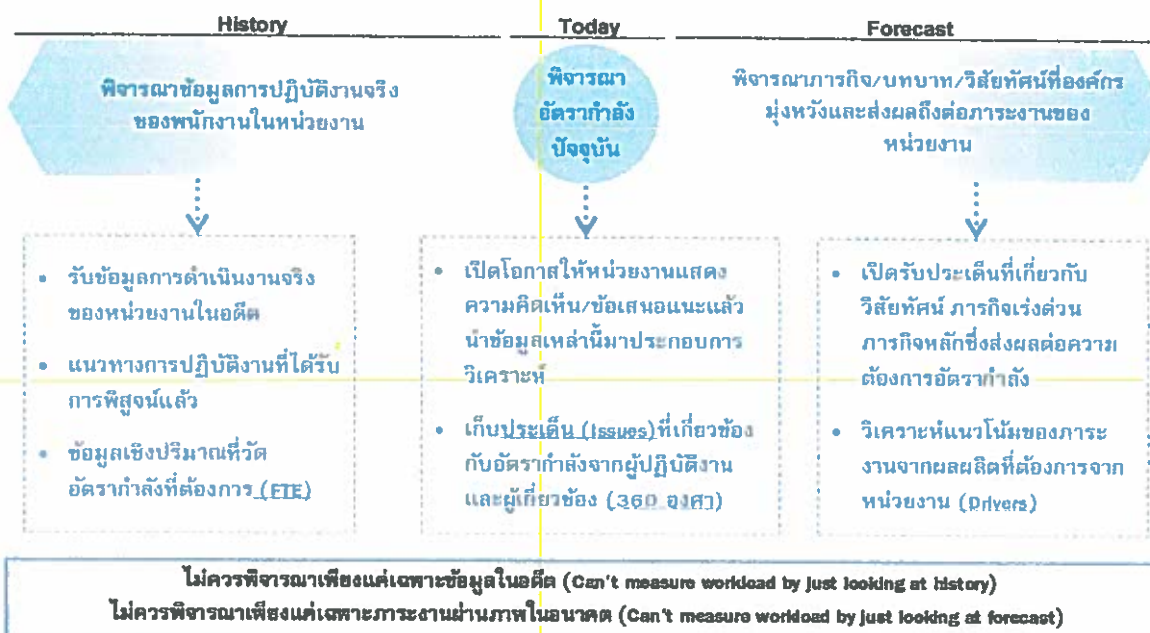 History
พิจารณาข้อมูลการปฏิบัติงานจริง
ของพนักงานในหน่วยงาน
• รับข้อมูลการดำเนินงานจริง
ของหน่วยงานในอดีต
• แนวทางการปฏิบัติงานที่ได้รับ
การพิสูจน์แล้ว
• ข้อมูลเชิงปริมาณที่วัด
อัตรากำลังที่ต้องการ (FTE)
Today
พิจารณา
อัตรากำลัง
ปัจจุบัน
• เปิดโอกาสให้หน่วยงานแสดง
ความคิดเห็น/ข้อเสนอแนะแล้ว
นำข้อมูลเหล่านี้มาประกอบการ
วิเคราะห์
• เก็บประเด็น (Issues)ที่เกี่ยวข้อง
กับอัตรากำลังจากผู้ปฏิบัติงาน
และผู้เกี่ยวข้อง (360 องศา)
Forecast
พิจารณาภารกิจ/บทบาท/วิสัยทัศน์ที่องค์กร
มุ่งหวังและส่งผลถึงต่อภาระงานของ
หน่วยงาน
• เปิดรับประเด็นที่เกี่ยวกับ
วิสัยทัศน์ ภารกิจเร่งด่วน
ภารกิจหลักซึ่งส่งผลต่อความ
ต้องการอัตรากำลัง
• วิเคราะห์แนวโน้มของภาระ
งานจากผลผลิตที่ต้องการจาก
หน่วยงาน (Drivers)
ไม่ควรพิจารณาเพียงแค่เฉพาะข้อมูลในอดีต (Can't measure workload by just looking at history)
ไม่ควรพิจารณาเพียงแค่เฉพาะภาระงานผ่านภาพในอนาคต (Can't measure workload by just looking at forecast)